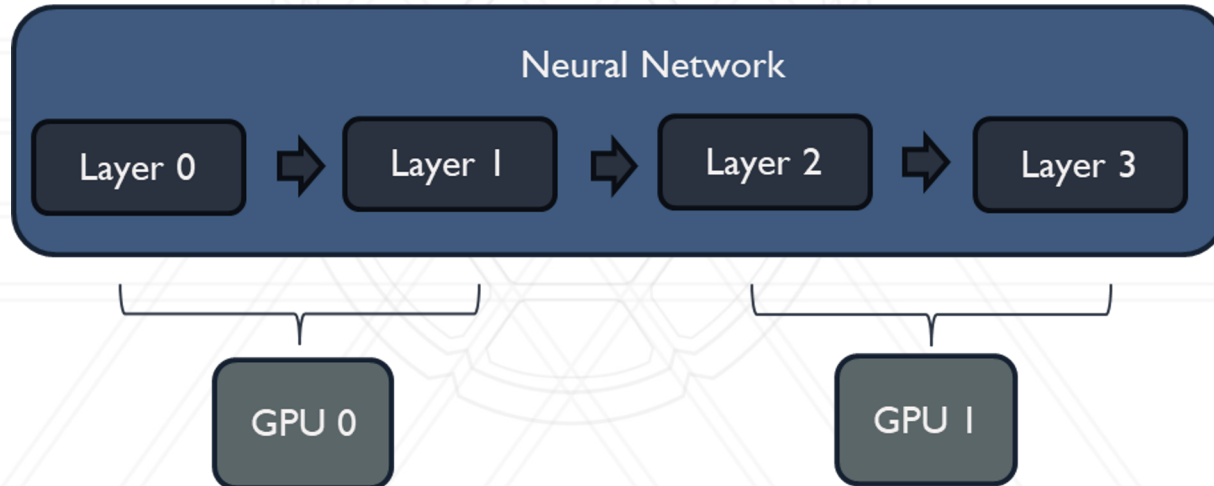 Neural Network
Layer 0
Layer 1
Layer 2
Layer 3
GPU 0
GPU 1